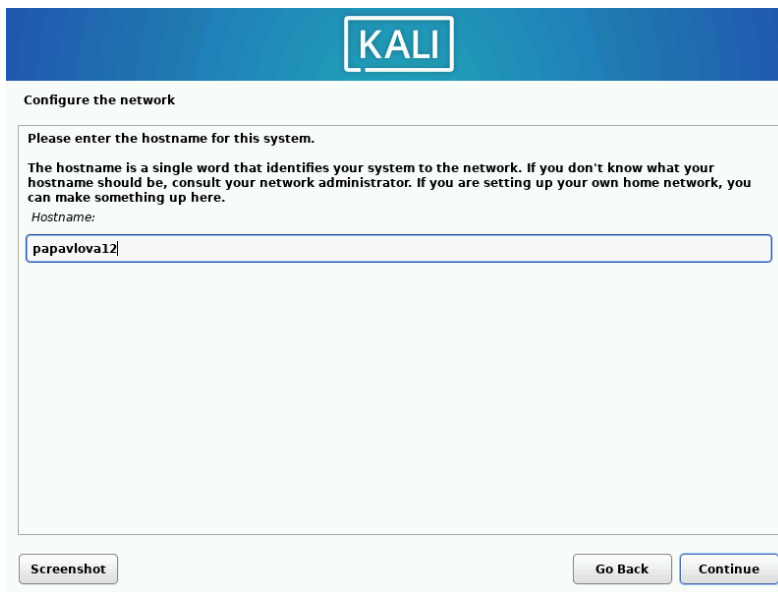 KALI
Configure the network
Please enter the hostname for this system.
The hostname is a single word that identifies your system to the network. If you don't know what your
hostname should be, consult your network administrator. If you are setting up your own home network, you
can make something up here.
Hostname:
papavlova12
Screenshot
Go Back
Continue